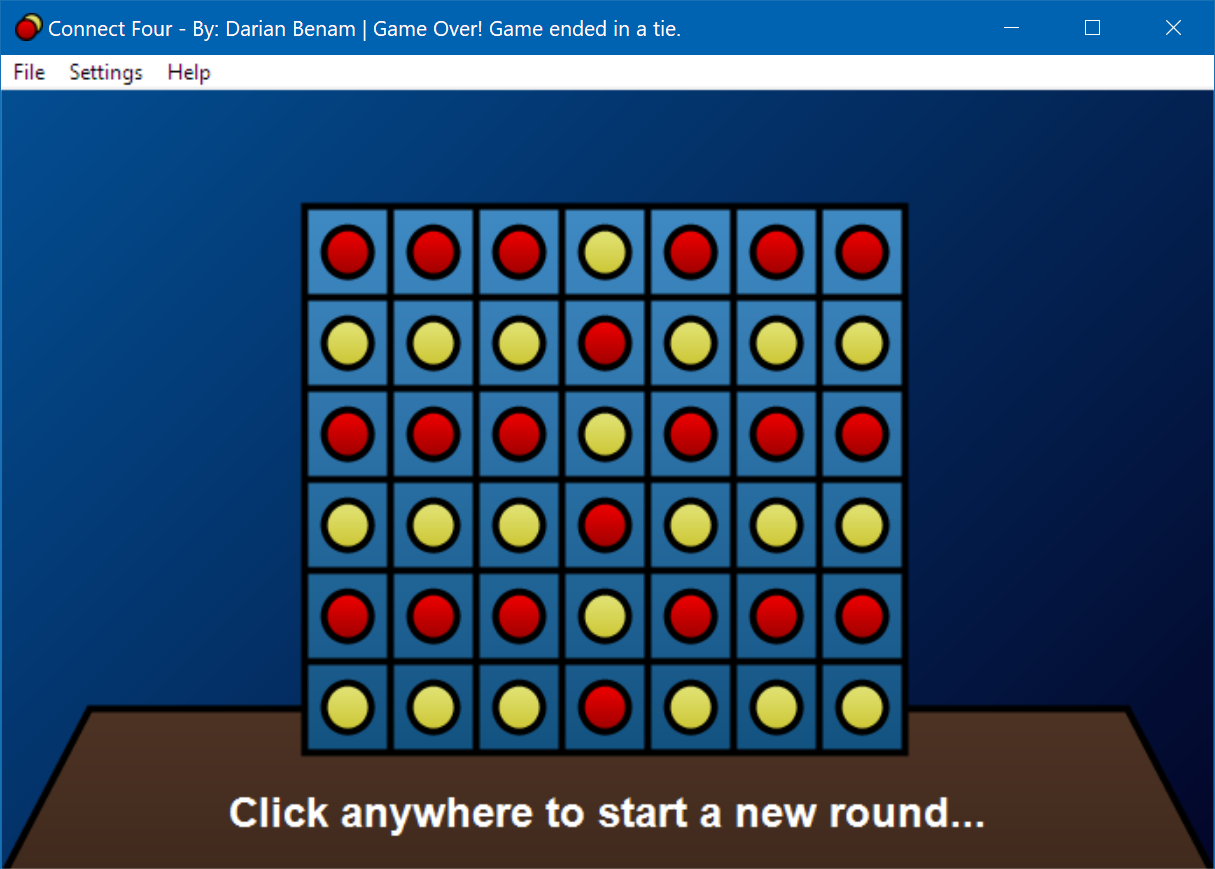 Connect Four - By: Darian Benam | Game Over! Game ended in a tie.
File Settings Help
Click anywhere to start a new round...